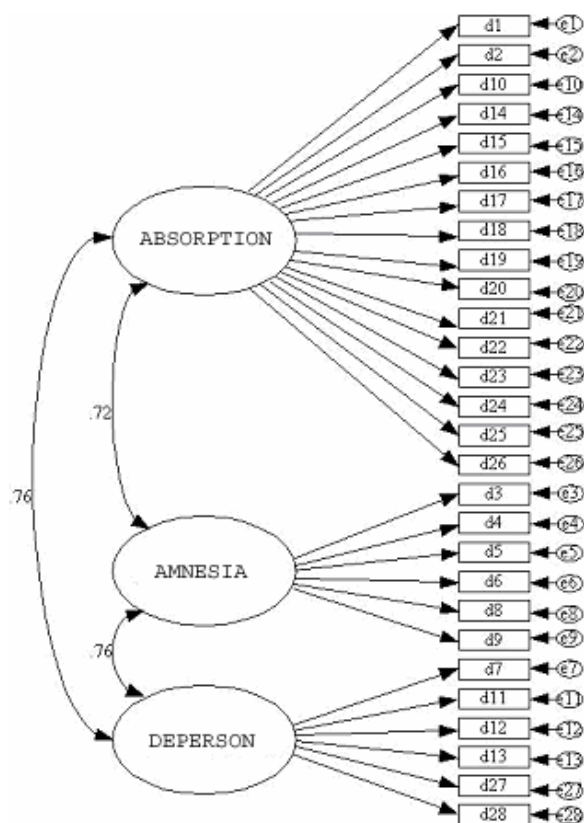 d1 e1
d2 e2
d10 e10
d14 e14
d15 e15
d16 e16
d17 e17
d18 e18
d19 e19
d20 e20
d21 e21
d22 e22
d23 e23
d24 e24
d25 e25
d26 e26
ABSORPTION
.72
.76
d3 e3
d4 e4
d5 e5
d6 e6
d8 e8
d9 e9
AMNESIA
.76
d7 e7
d11 e11
d12 e12
d13 e13
d27 e27
d28 e28
DEPERSON